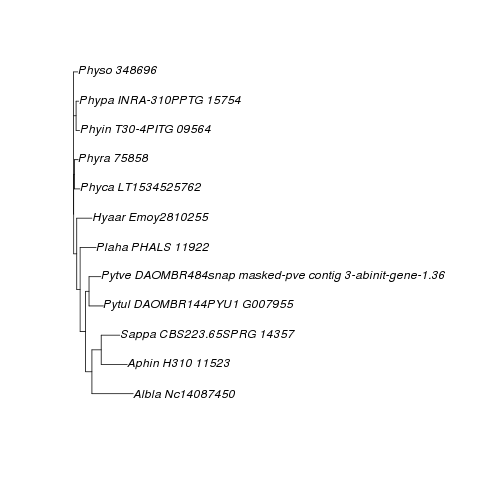 Physo 348696
Phypa INRA-310PPTG 15754
Phyin T30-4PITG 09564
Phyra 75858
Phyca LT1534525762
Hyaar Emoy2810255
Plaha PHALS 11922
Pytve DAOMBR484snap masked-pve contig 3-abinit-gene-1.36
Pytul DAOMBR144PYU1 G007955
Sappa CBS223.65SPRG 14357
Aphin H310 11523
Albla Nc14087450